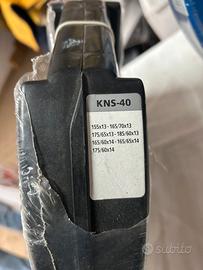 KNS-40
155x13 - 165/70x13
175/65x13 - 185/60x13
165/60x14 - 165/65x14
175/60x14
subito